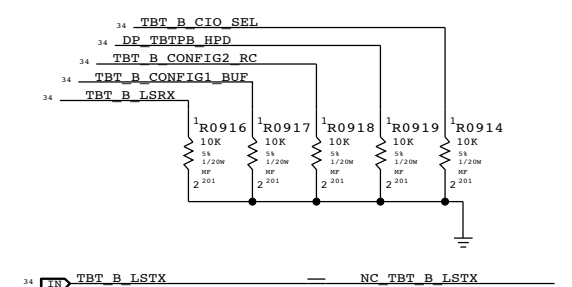 34 TBT_B_CIO_SEL
34 DP_TBTPB_HPD
34 TBT_B_CONFIG2_RC
34 TBT_B_CONFIG1_BUF
34 TBT_B_LSRX
1 R0916 1 R0917 1 R0918 1 R0919 1 R0914
10K 10K 10K 10K 10K
5% 5% 5% 5% 5%
1/20W 1/20W 1/20W 1/20W 1/20W
MF MF MF MF MF
2 201 2 201 2 201 2 201 2 201
34 IN TBT_B_LSTX NC_TBT_B_LSTX